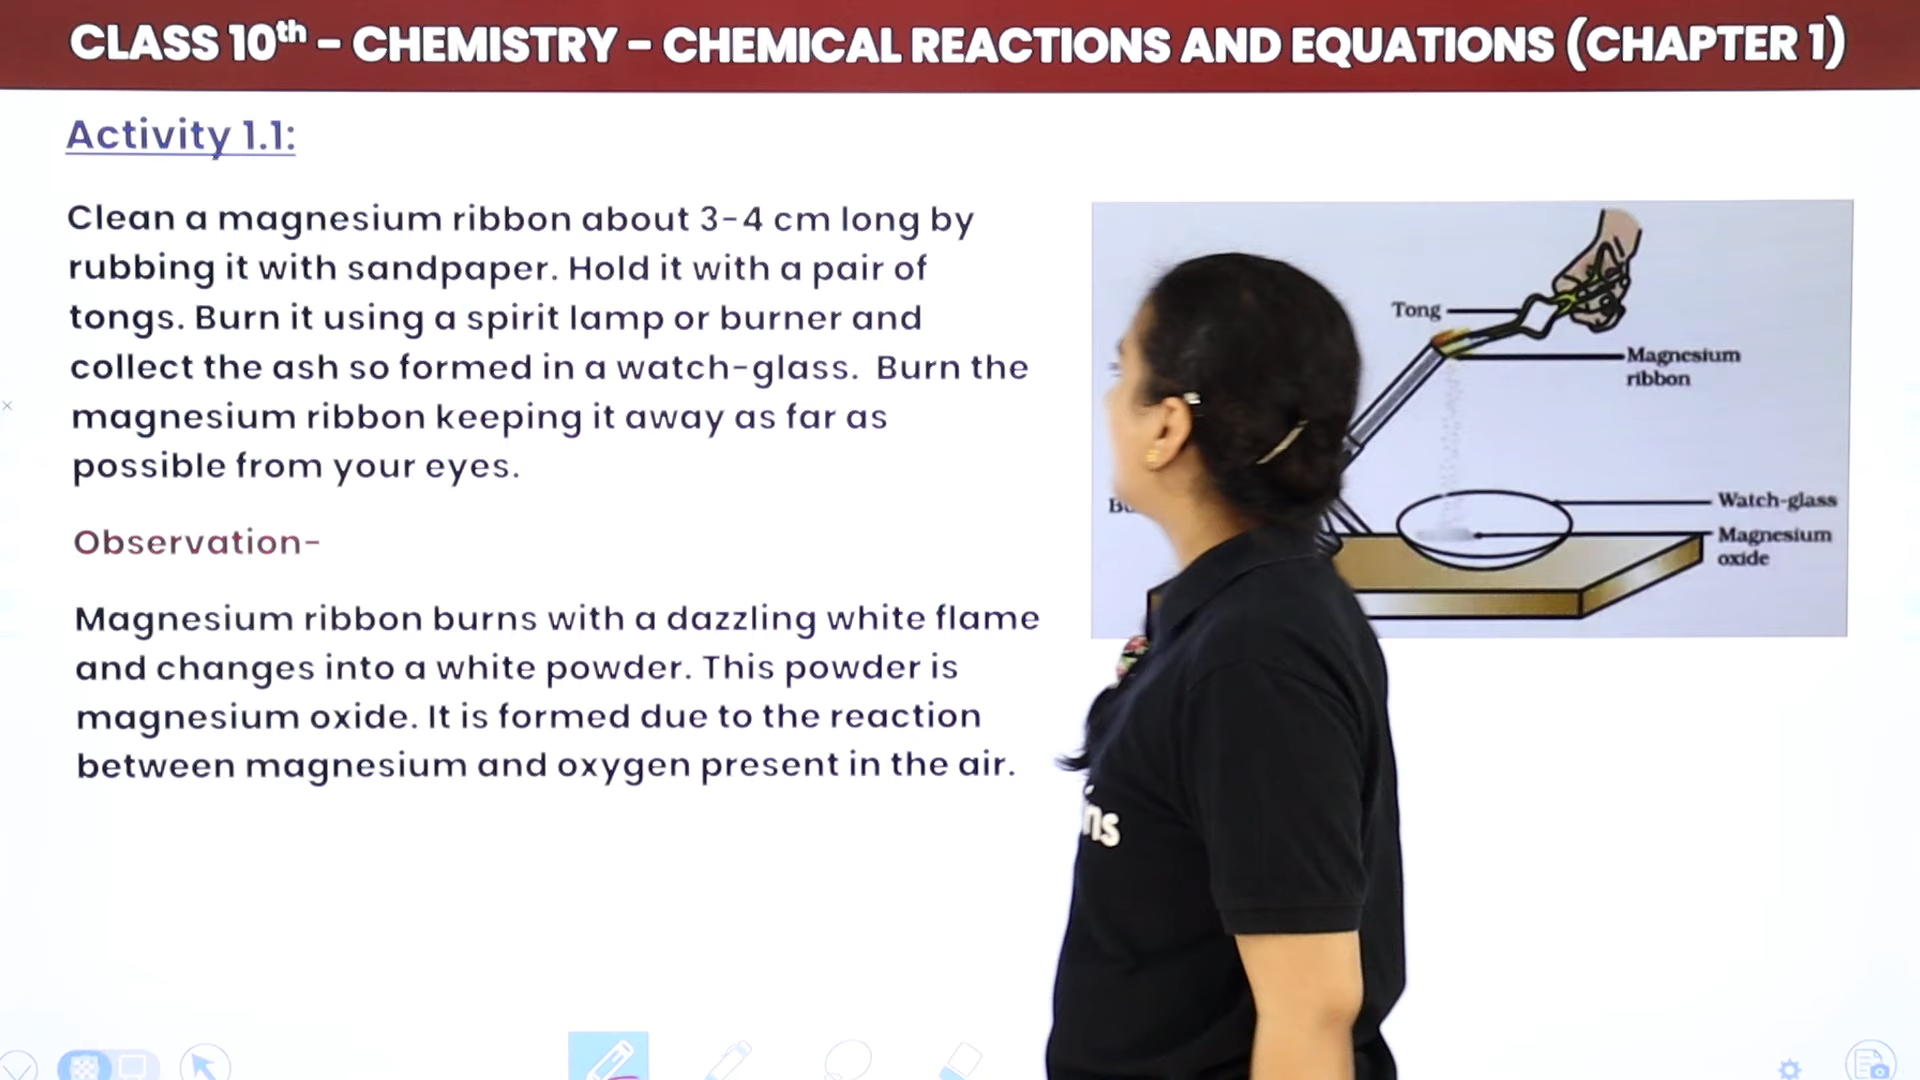 CLASS 10th - CHEMISTRY - CHEMICAL REACTIONS AND EQUATIONS (CHAPTER 1)
Activity 1.1:
Clean a magnesium ribbon about 3-4 cm long by
rubbing it with sandpaper. Hold it with a pair of
tongs. Burn it using a spirit lamp or burner and
collect the ash so formed in a watch-glass. Burn the
magnesium ribbon keeping it away as far as
possible from your eyes.
Observation-
Magnesium ribbon burns with a dazzling white flame
and changes into a white powder. This powder is
magnesium oxide. It is formed due to the reaction
between magnesium and oxygen present in the air.
Tong
Magnesium
ribbon
Watch-glass
Magnesium
oxide